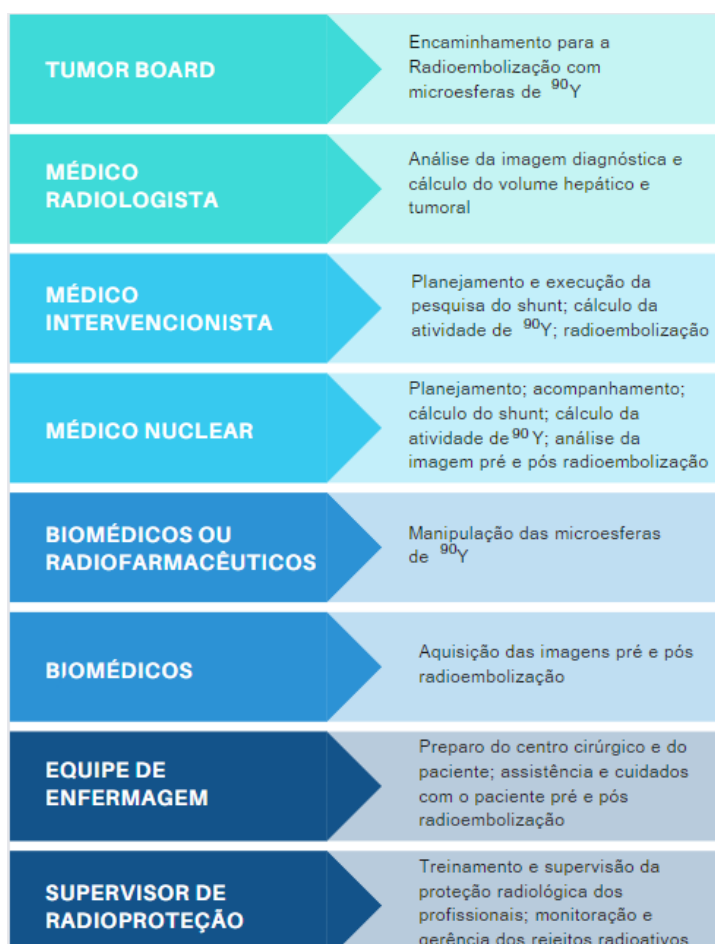 TUMOR BOARD
Encaminhamento para a
Radioembolização com
microesferas de ⁹⁰Y
MÉDICO
RADIOLOGISTA
Análise da imagem diagnóstica e
cálculo do volume hepático e
tumoral
MÉDICO
INTERVENCIONISTA
Planejamento e execução da
pesquisa do shunt; cálculo da
atividade de ⁹⁰Y; radioembolização
MÉDICO NUCLEAR
Planejamento; acompanhamento;
cálculo do shunt; cálculo da
atividade de ⁹⁰Y; análise da
imagem pré e pós radioembolização
BIOMÉDICOS OU
RADIOFARMACÊUTICOS
Manipulação das microesferas
de ⁹⁰Y
BIOMÉDICOS
Aquisição das imagens pré e pós
radioembolização
EQUIPE DE
ENFERMAGEM
Preparo do centro cirúrgico e do
paciente; assistência e cuidados
com o paciente pré e pós
radioembolização
SUPERVISOR DE
RADIOPROTEÇÃO
Treinamento e supervisão da
proteção radiológica dos
profissionais; monitoração e
gerência dos rejeitos radioativos